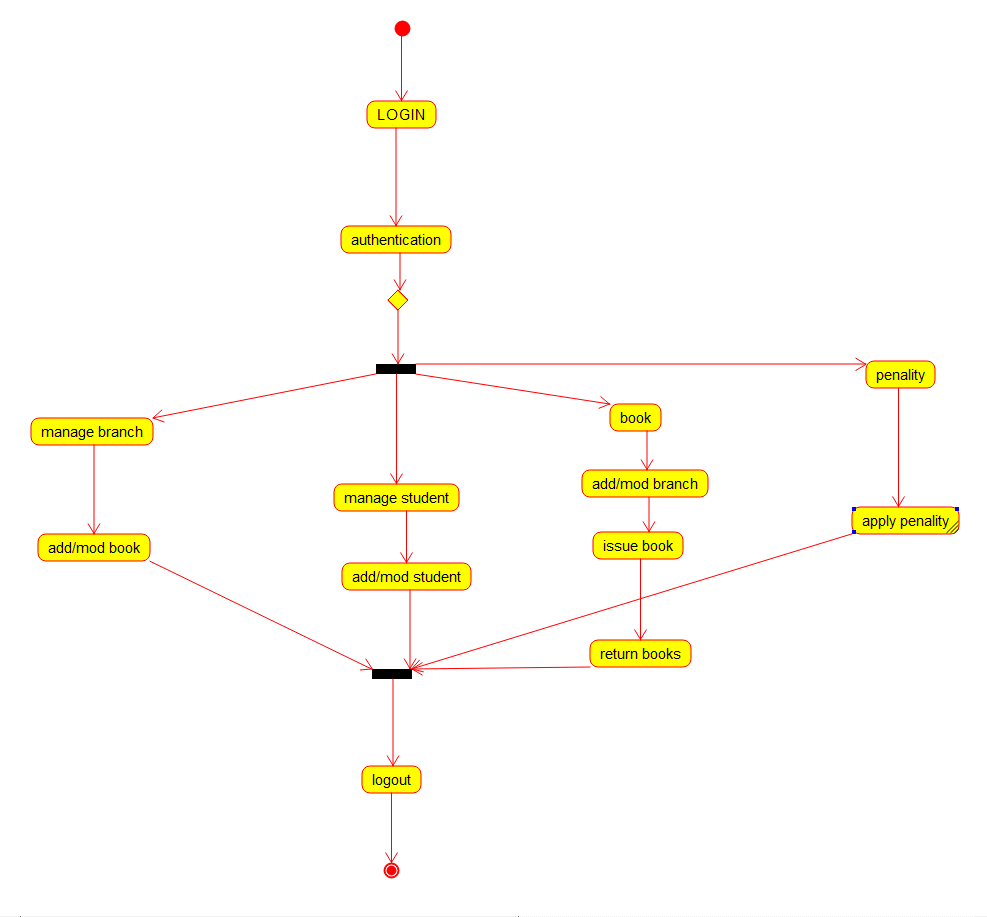 LOGIN
authentication
penality
book
manage branch
add/mod branch
manage student
apply penality
issue book
add/mod book
add/mod student
return books
logout